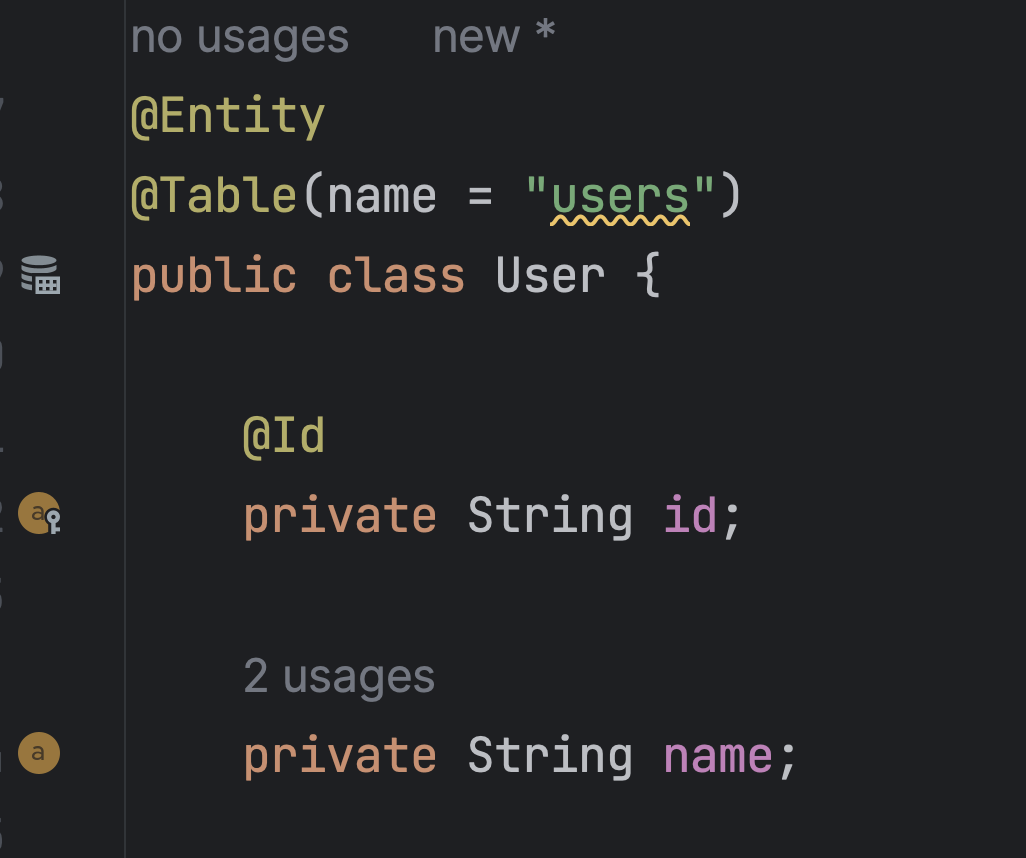 no usages new *
@Entity
@Table(name = "users")
public class User {
@Id
a private String id;
2 usages
a private String name;